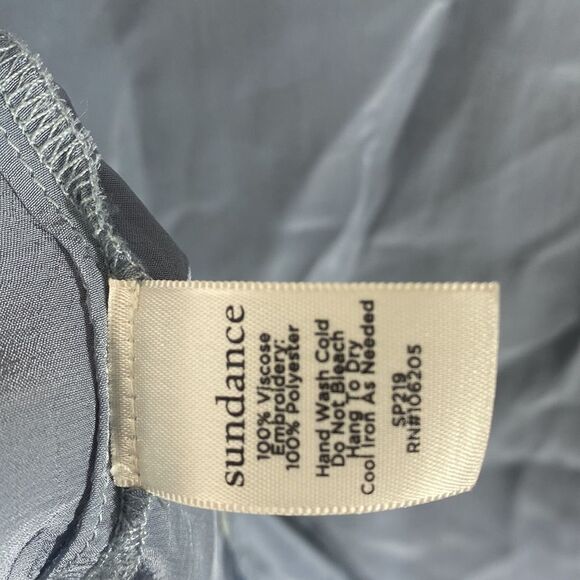 sundance
100% Viscose
Embroidery:
100% Polyester
Hand Wash Cold
Do Not Bleach
Hang To Dry
Cool Iron As Needed
SP219
RN#106205